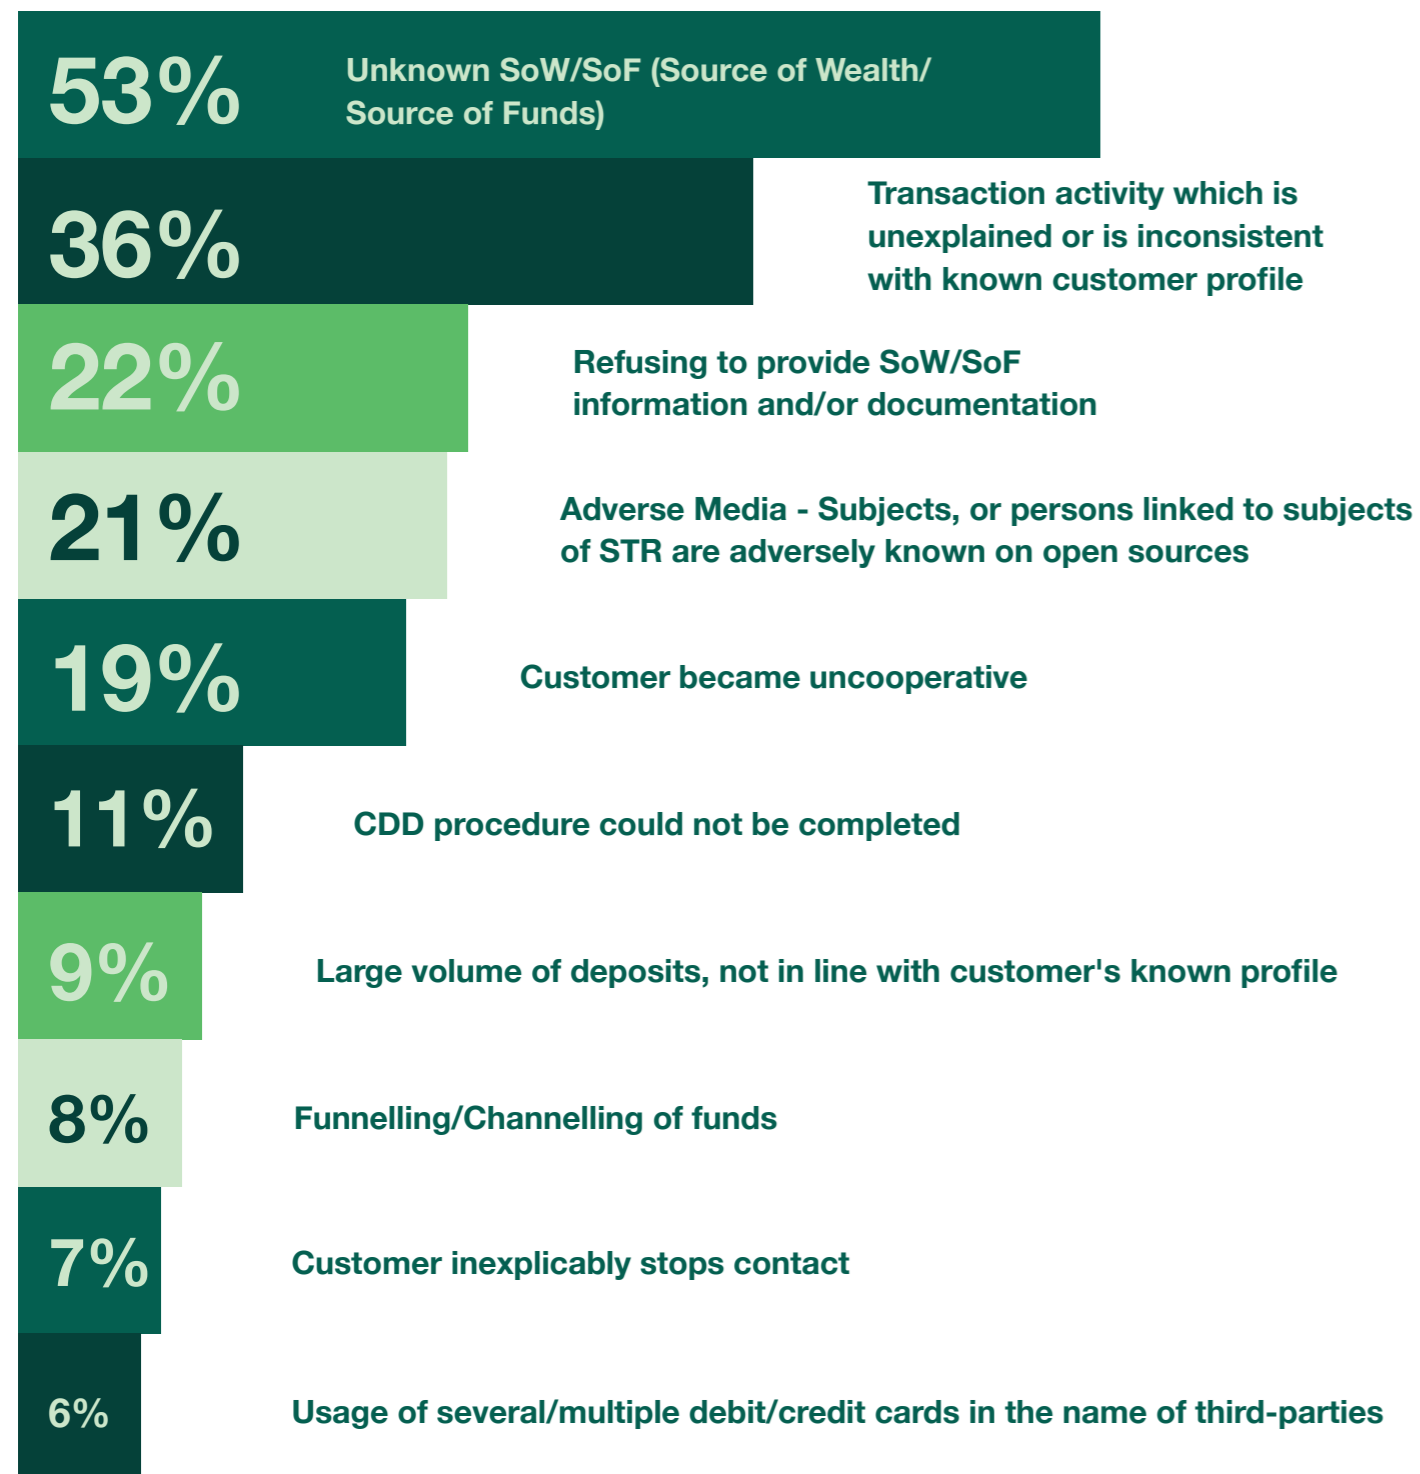 53%
Unknown SoW/SoF (Source of Wealth/
Source of Funds)
36%
Transaction activity which is
unexplained or is inconsistent
with known customer profile
22%
Refusing to provide SoW/SoF
information and/or documentation
21%
Adverse Media - Subjects, or persons linked to subjects
of STR are adversely known on open sources
19%
Customer became uncooperative
11%
CDD procedure could not be completed
9%
Large volume of deposits, not in line with customer's known profile
8%
Funnelling/Channelling of funds
7%
Customer inexplicably stops contact
6%
Usage of several/multiple debit/credit cards in the name of third-parties